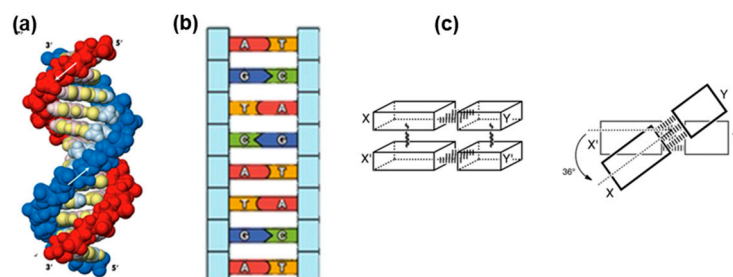 (a)
3' 5'
3' 5'
(b)
A T
G C
T A
C G
A T
T A
G C
A T
(c)
X Y
X' Y'
Y
X'
36°
X